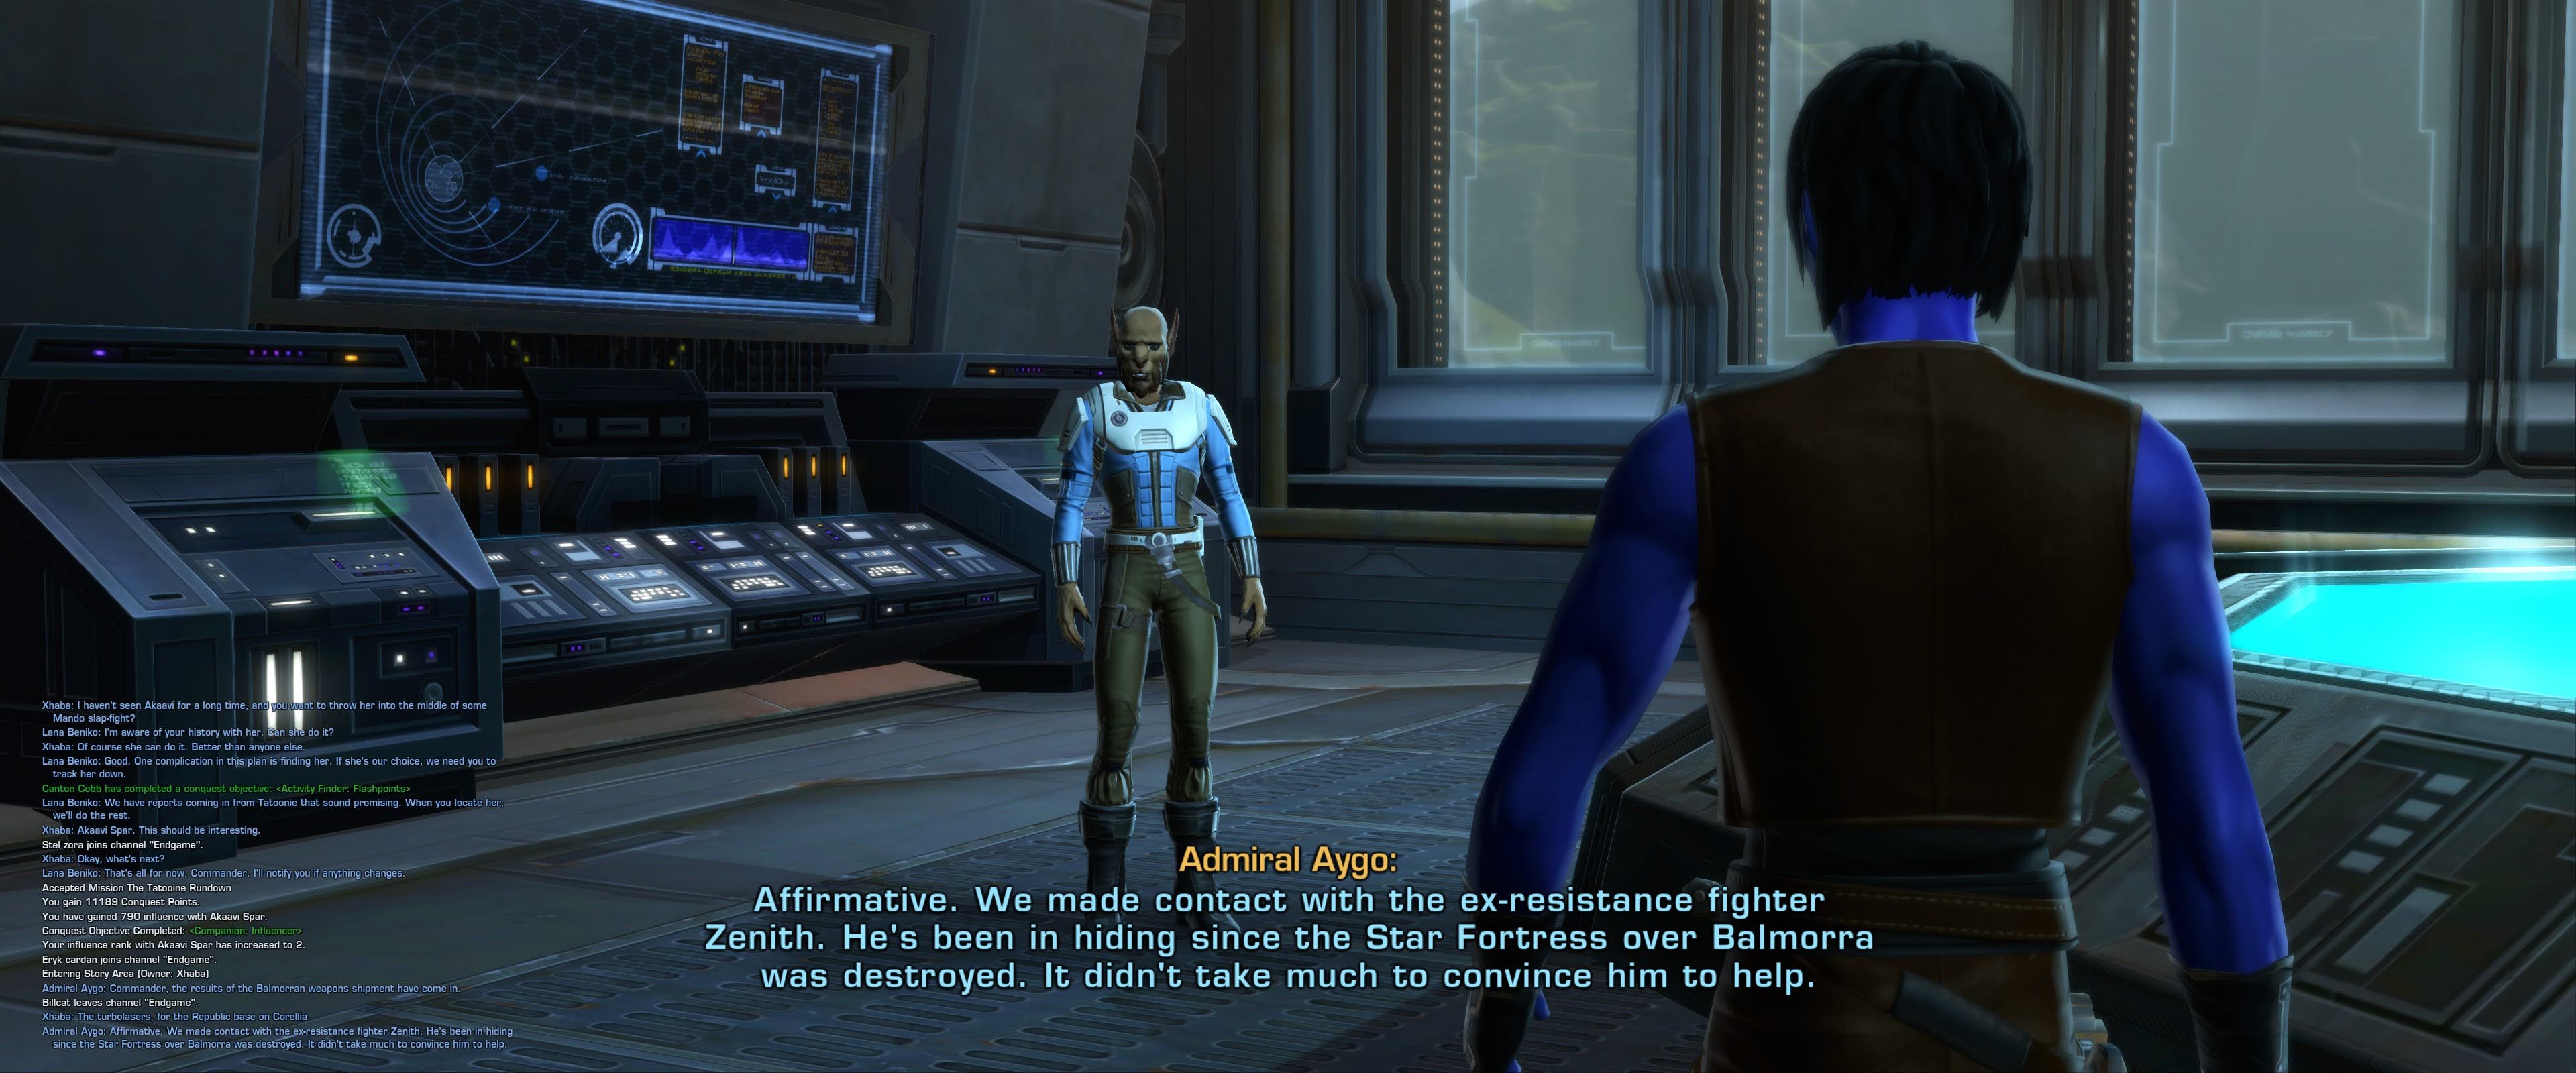 Xhaba: I haven't seen Akaavi for a long time, and you want to throw her into the middle of some
Mando slap-fight?
Lana Beniko: I'm aware of your history with her. Can she do it?
Xhaba: Of course she can do it. Better than anyone else.
Lana Beniko: Good. One complication in this plan is finding her. If she's our choice, we need you to
track her down.
Canton Cobb has completed a conquest objective: <Activity Finder: Flashpoints>
Lana Beniko: We have reports coming in from Tatoonie that sound promising. When you locate her,
we'll do the rest.
Xhaba: Akaavi Spar. This should be interesting.
Stel zora joins channel "Endgame".
Xhaba: Okay, what's next?
Lana Beniko: That's all for now, Commander. I'll notify you if anything changes.
Accepted Mission The Tatooine Rundown
You gain 11189 Conquest Points.
You have gained 790 influence with Akaavi Spar.
Conquest Objective Completed: <Companion: Influencer>
Your influence rank with Akaavi Spar has increased to 2.
Eryk cardan joins channel "Endgame".
Entering Story Area (Owner: Xhaba)
Admiral Aygo: Commander, the results of the Balmorran weapons shipment have come in.
Billcat leaves channel "Endgame".
Xhaba: The turbolasers, for the Republic base on Corellia.
Admiral Aygo: Affirmative. We made contact with the ex-resistance fighter Zenith. He's been in hiding
since the Star Fortress over Balmorra was destroyed. It didn't take much to convince him to help.
Admiral Aygo:
Affirmative. We made contact with the ex-resistance fighter
Zenith. He's been in hiding since the Star Fortress over Balmorra
was destroyed. It didn't take much to convince him to help.